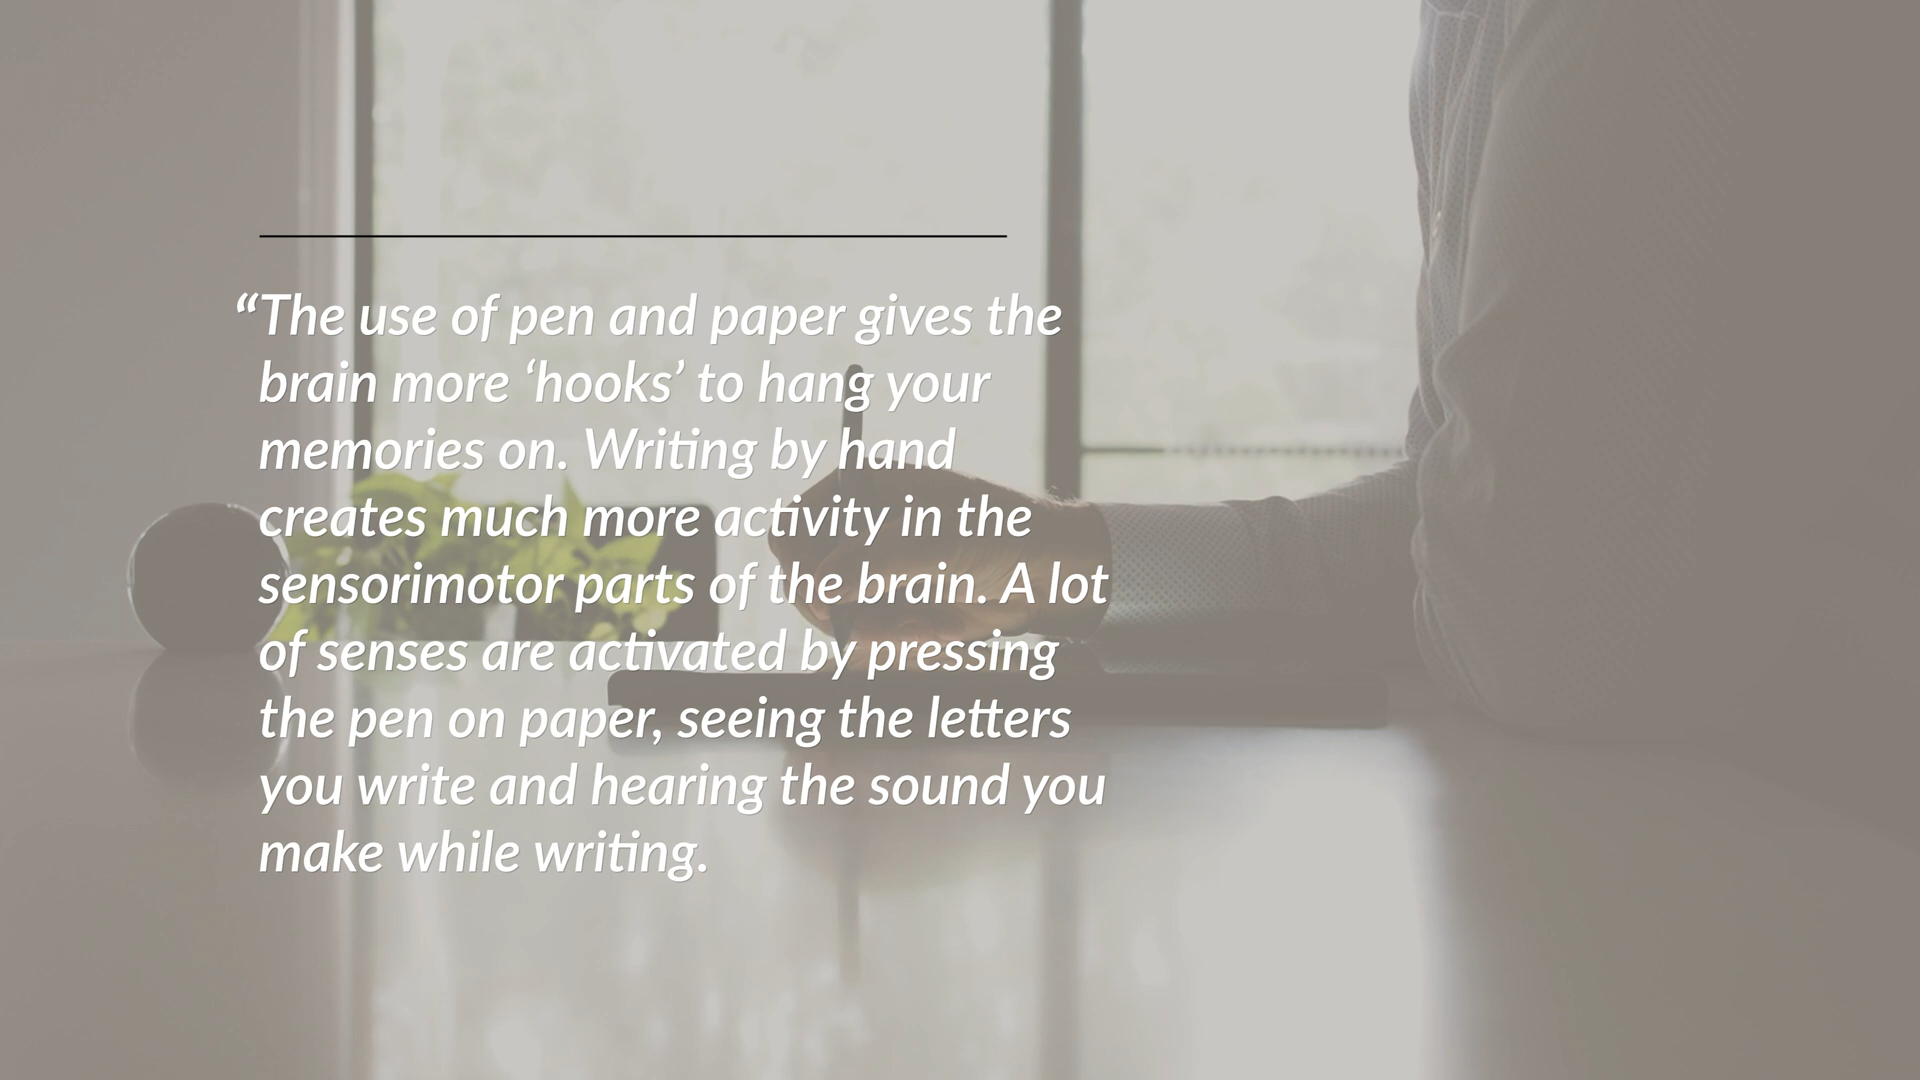 “The use of pen and paper gives the
brain more ‘hooks’ to hang your
memories on. Writing by hand
creates much more activity in the
sensorimotor parts of the brain. A lot
of senses are activated by pressing
the pen on paper, seeing the letters
you write and hearing the sound you
make while writing.